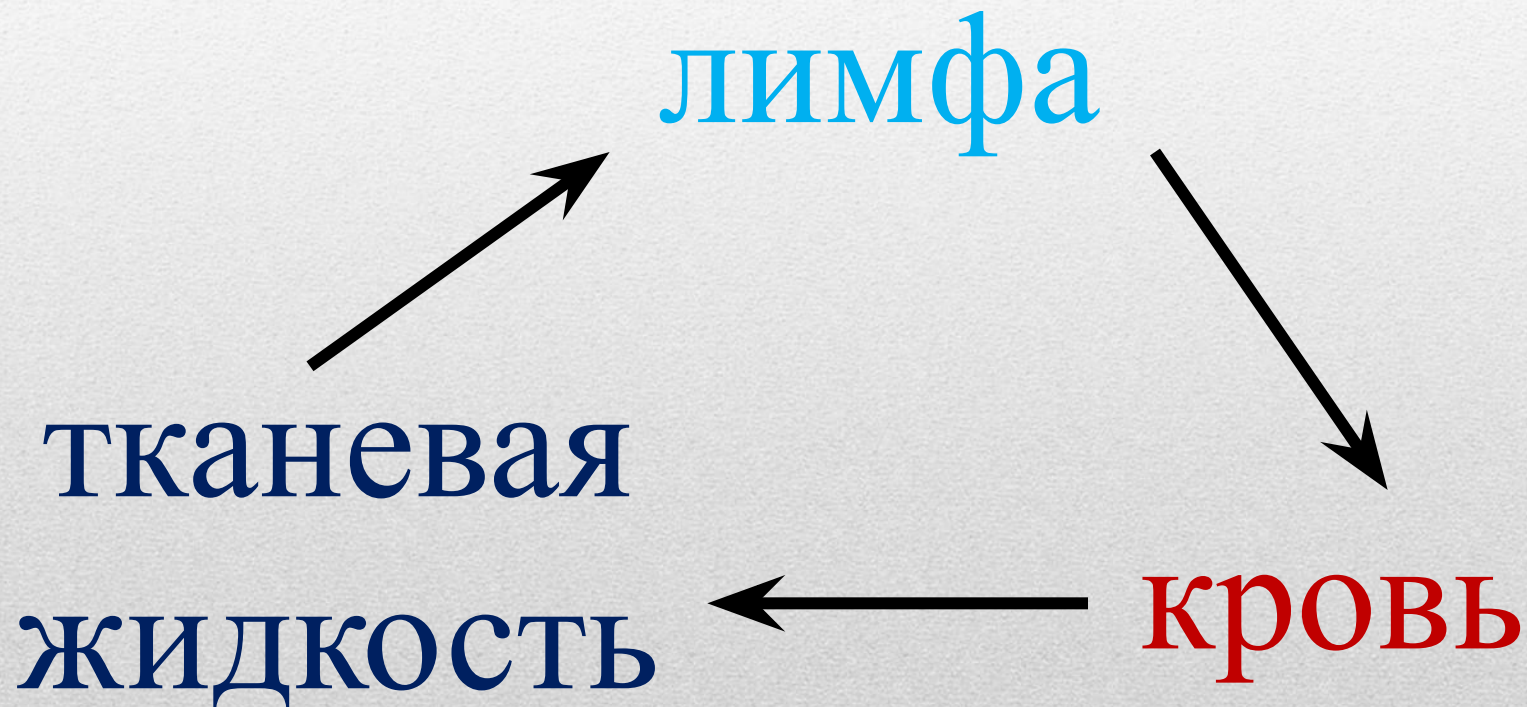 лимфа
тканевая
жидкость
кровь